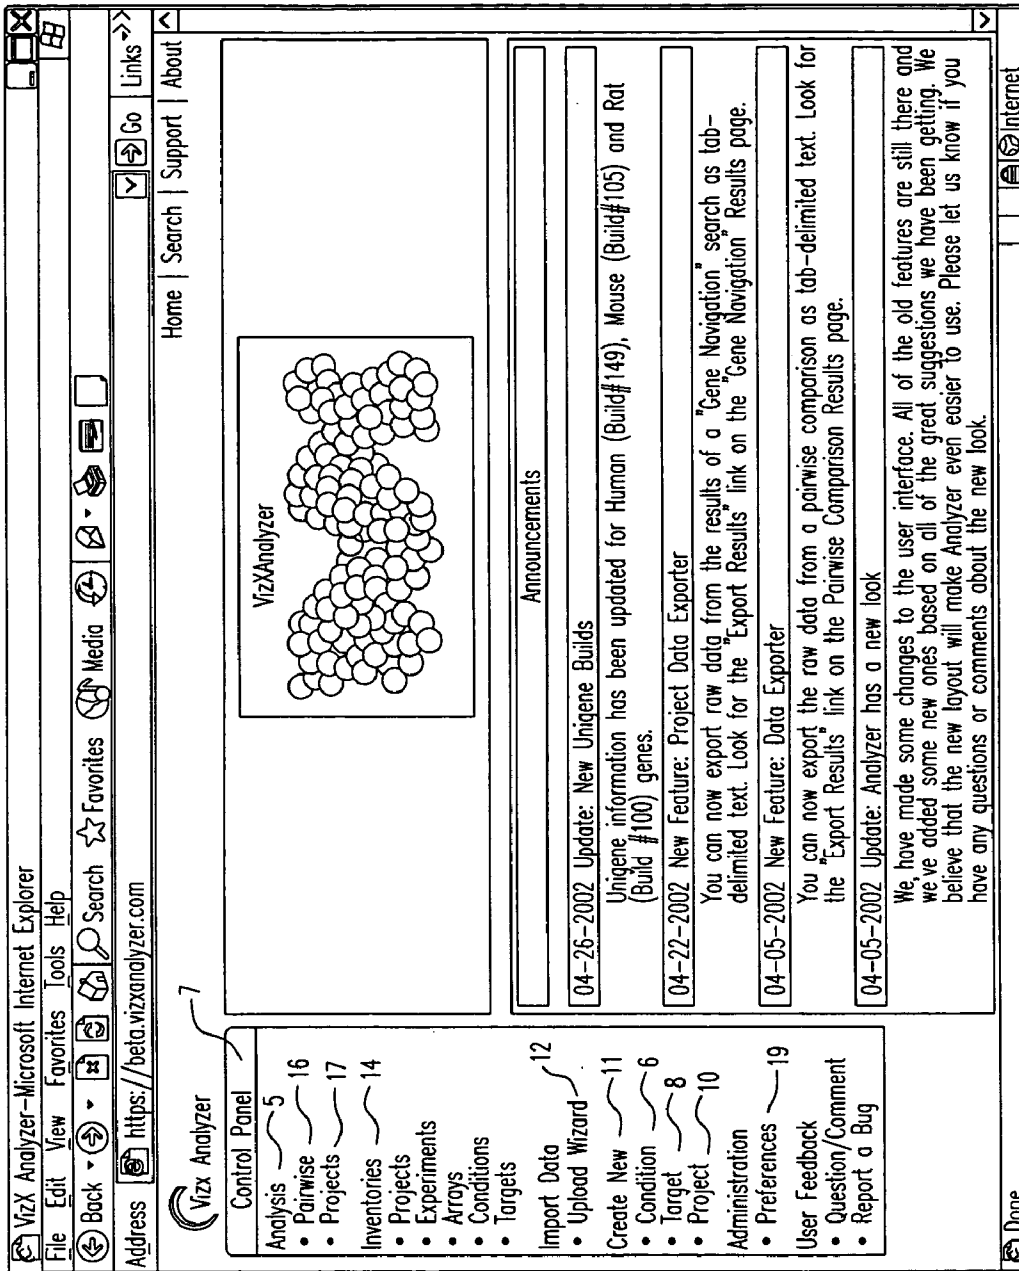 VizX Analyzer-Microsoft Internet Explorer
File Edit View Favorites Tools Help
Back Search Favorites Media
Address https://beta.vizxanalyzer.com Go Links >>
Home | Search | Support | About
Vizx Analyzer
7
Control Panel
Analysis 5
• Pairwise 16
• Projects 17
Inventories 14
• Projects
• Experiments
• Arrays
• Conditions
• Targets
Import Data
• Upload Wizard 12
Create New 11
• Condition 6
• Target 8
• Project 10
Administration
• Preferences 19
User Feedback
• Question/Comment
• Report a Bug
VizXAnalyzer
Announcements
04-26-2002 Update: New Unigene Builds
Unigene information has been updated for Human (Build#149), Mouse (Build#105) and Rat
(Build #100) genes.
04-22-2002 New Feature: Project Data Exporter
You can now export raw data from the results of a "Gene Navigation" search as tab-
delimited text. Look for the "Export Results" link on the "Gene Navigation" Results page.
04-05-2002 New Feature: Data Exporter
You can now export the raw data from a pairwise comparison as tab-delimited text. Look for
the "Export Results" link on the Pairwise Comparison Results page.
04-05-2002 Update: Analyzer has a new look
We have made some changes to the user interface. All of the old features are still there and
we've added some new ones based on all of the great suggestions we have been getting. We
believe that the new layout will make Analyzer even easier to use. Please let us know if you
have any questions or comments about the new look.
Done Internet